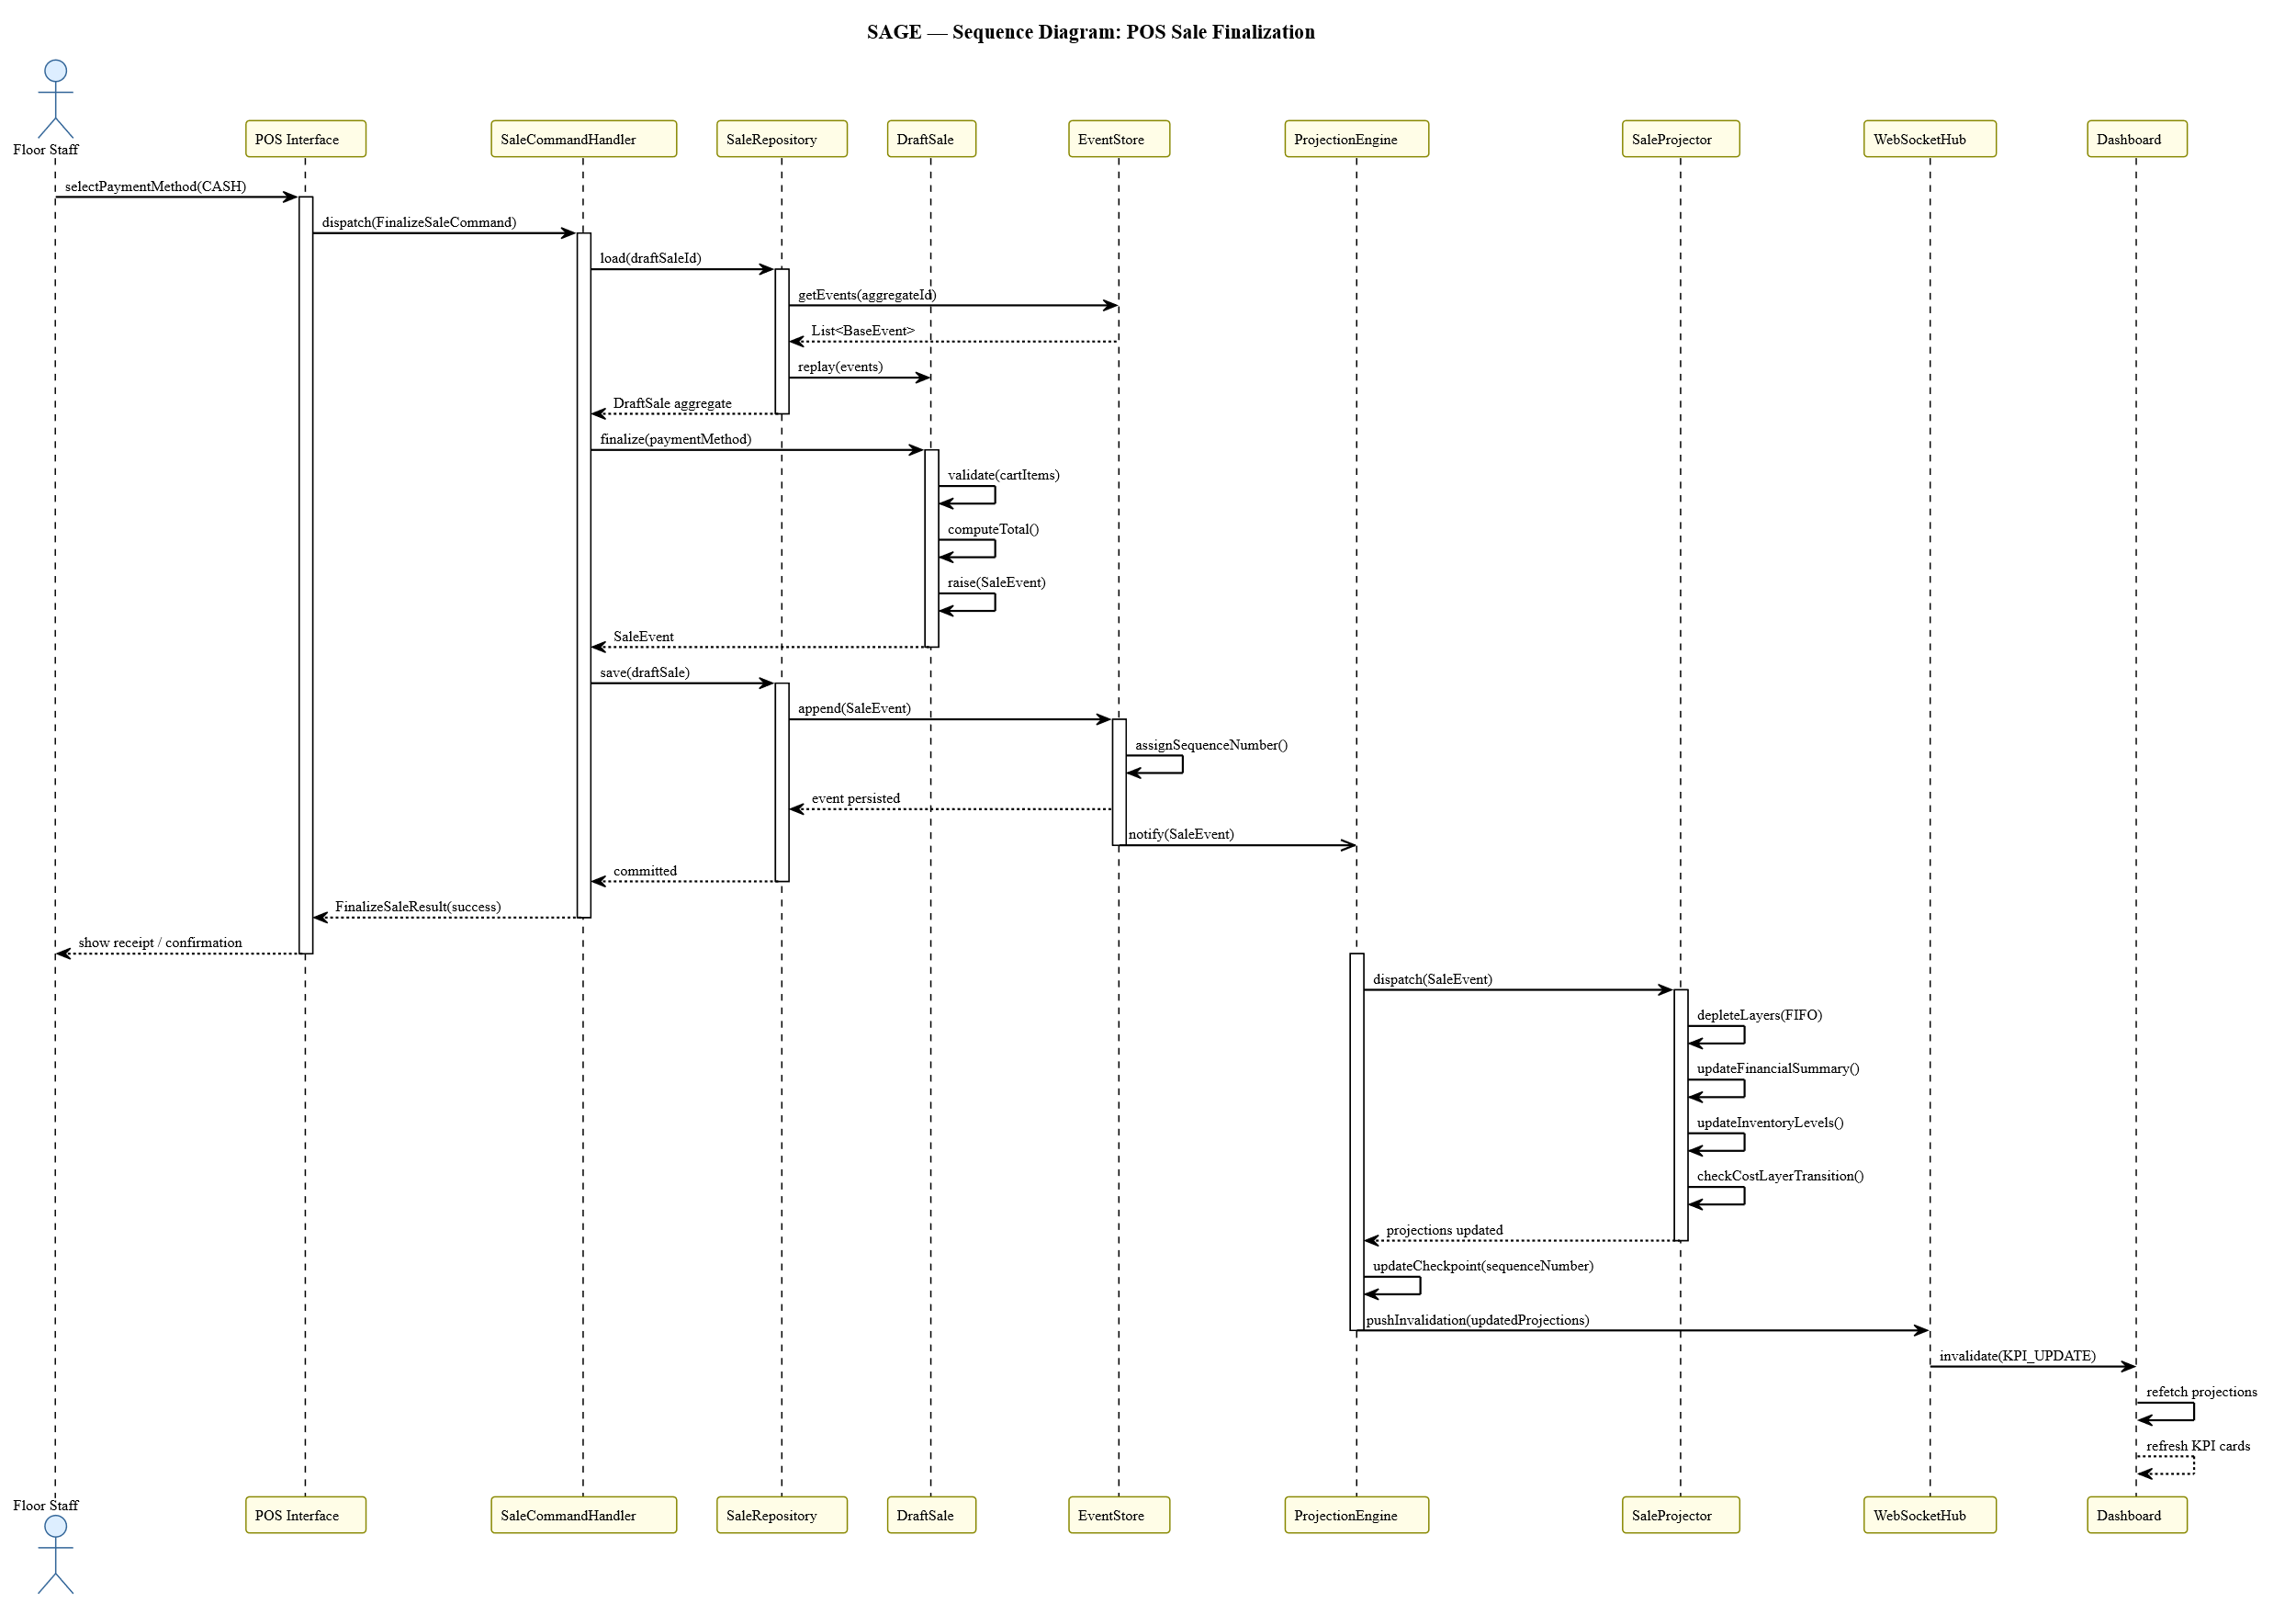 SAGE — Sequence Diagram: POS Sale Finalization
Floor Staff
POS Interface
SaleCommandHandler
SaleRepository
DraftSale
EventStore
ProjectionEngine
SaleProjector
WebSocketHub
Dashboard
selectPaymentMethod(CASH)
dispatch(FinalizeSaleCommand)
load(draftSaleId)
getEvents(aggregateId)
List<BaseEvent>
replay(events)
DraftSale aggregate
finalize(paymentMethod)
validate(cartItems)
computeTotal()
raise(SaleEvent)
SaleEvent
save(draftSale)
append(SaleEvent)
assignSequenceNumber()
event persisted
notify(SaleEvent)
committed
FinalizeSaleResult(success)
show receipt / confirmation
dispatch(SaleEvent)
depleteLayers(FIFO)
updateFinancialSummary()
updateInventoryLevels()
checkCostLayerTransition()
projections updated
updateCheckpoint(sequenceNumber)
pushInvalidation(updatedProjections)
invalidate(KPI_UPDATE)
refetch projections
refresh KPI cards
Floor Staff
POS Interface
SaleCommandHandler
SaleRepository
DraftSale
EventStore
ProjectionEngine
SaleProjector
WebSocketHub
Dashboard